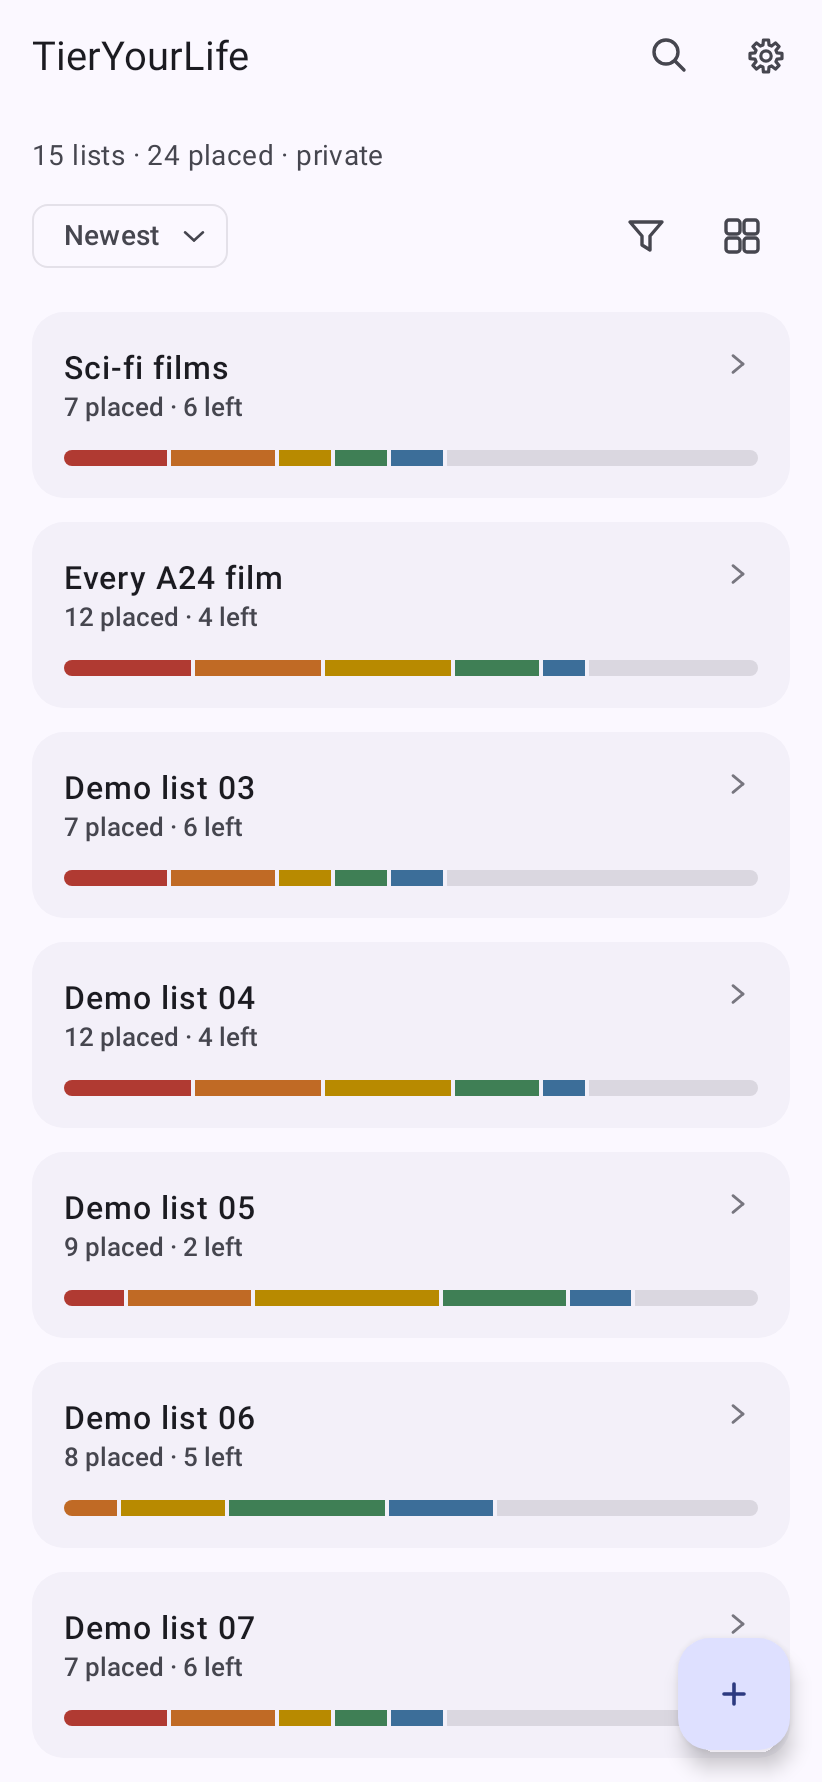 TierYourLife
15 lists · 24 placed · private
Newest
Sci-fi films
7 placed · 6 left
Every A24 film
12 placed · 4 left
Demo list 03
7 placed · 6 left
Demo list 04
12 placed · 4 left
Demo list 05
9 placed · 2 left
Demo list 06
8 placed · 5 left
Demo list 07
7 placed · 6 left